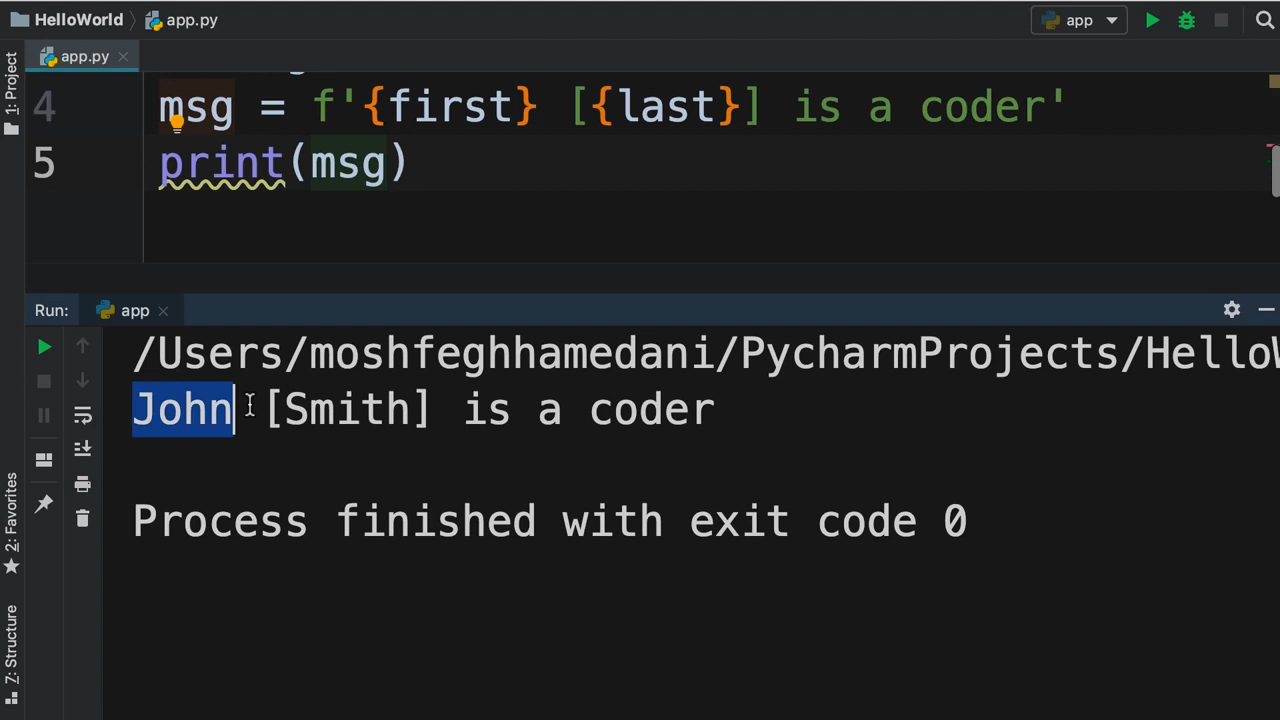 HelloWorld
app.py
app
app.py
1: Project
4 msg = f'{first} [{last}] is a coder'
5 print(msg)
Run: app
/Users/moshfeghhamedani/PycharmProjects/HelloW
John [Smith] is a coder
Process finished with exit code 0
2: Favorites
Z: Structure